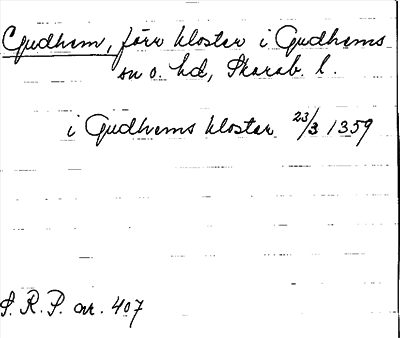 Gudhem, förr kloster i Gudhems
sn o. hd, Skarab. l.
i Gudhems kloster 23/3 1359
S. R. P. nr. 407